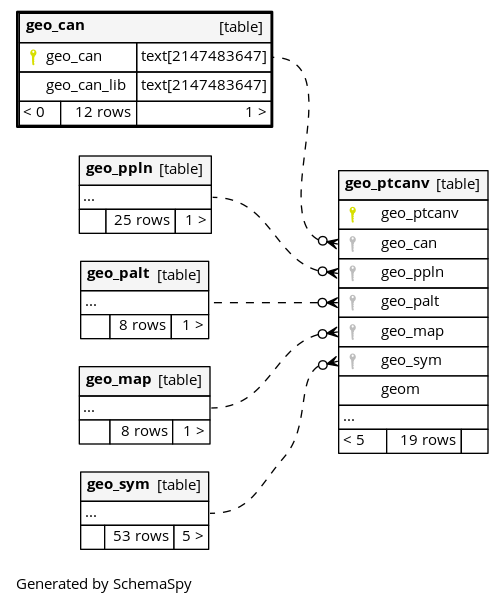 geo_can [table]
geo_can text[2147483647]
geo_can_lib text[2147483647]
< 0 12 rows 1 >
geo_ppln [table]
...
25 rows 1 >
geo_palt [table]
...
8 rows 1 >
geo_map [table]
...
8 rows 1 >
geo_sym [table]
...
53 rows 5 >
geo_ptcanv [table]
geo_ptcanv
geo_can
geo_ppln
geo_palt
geo_map
geo_sym
geom
...
< 5 19 rows
Generated by SchemaSpy